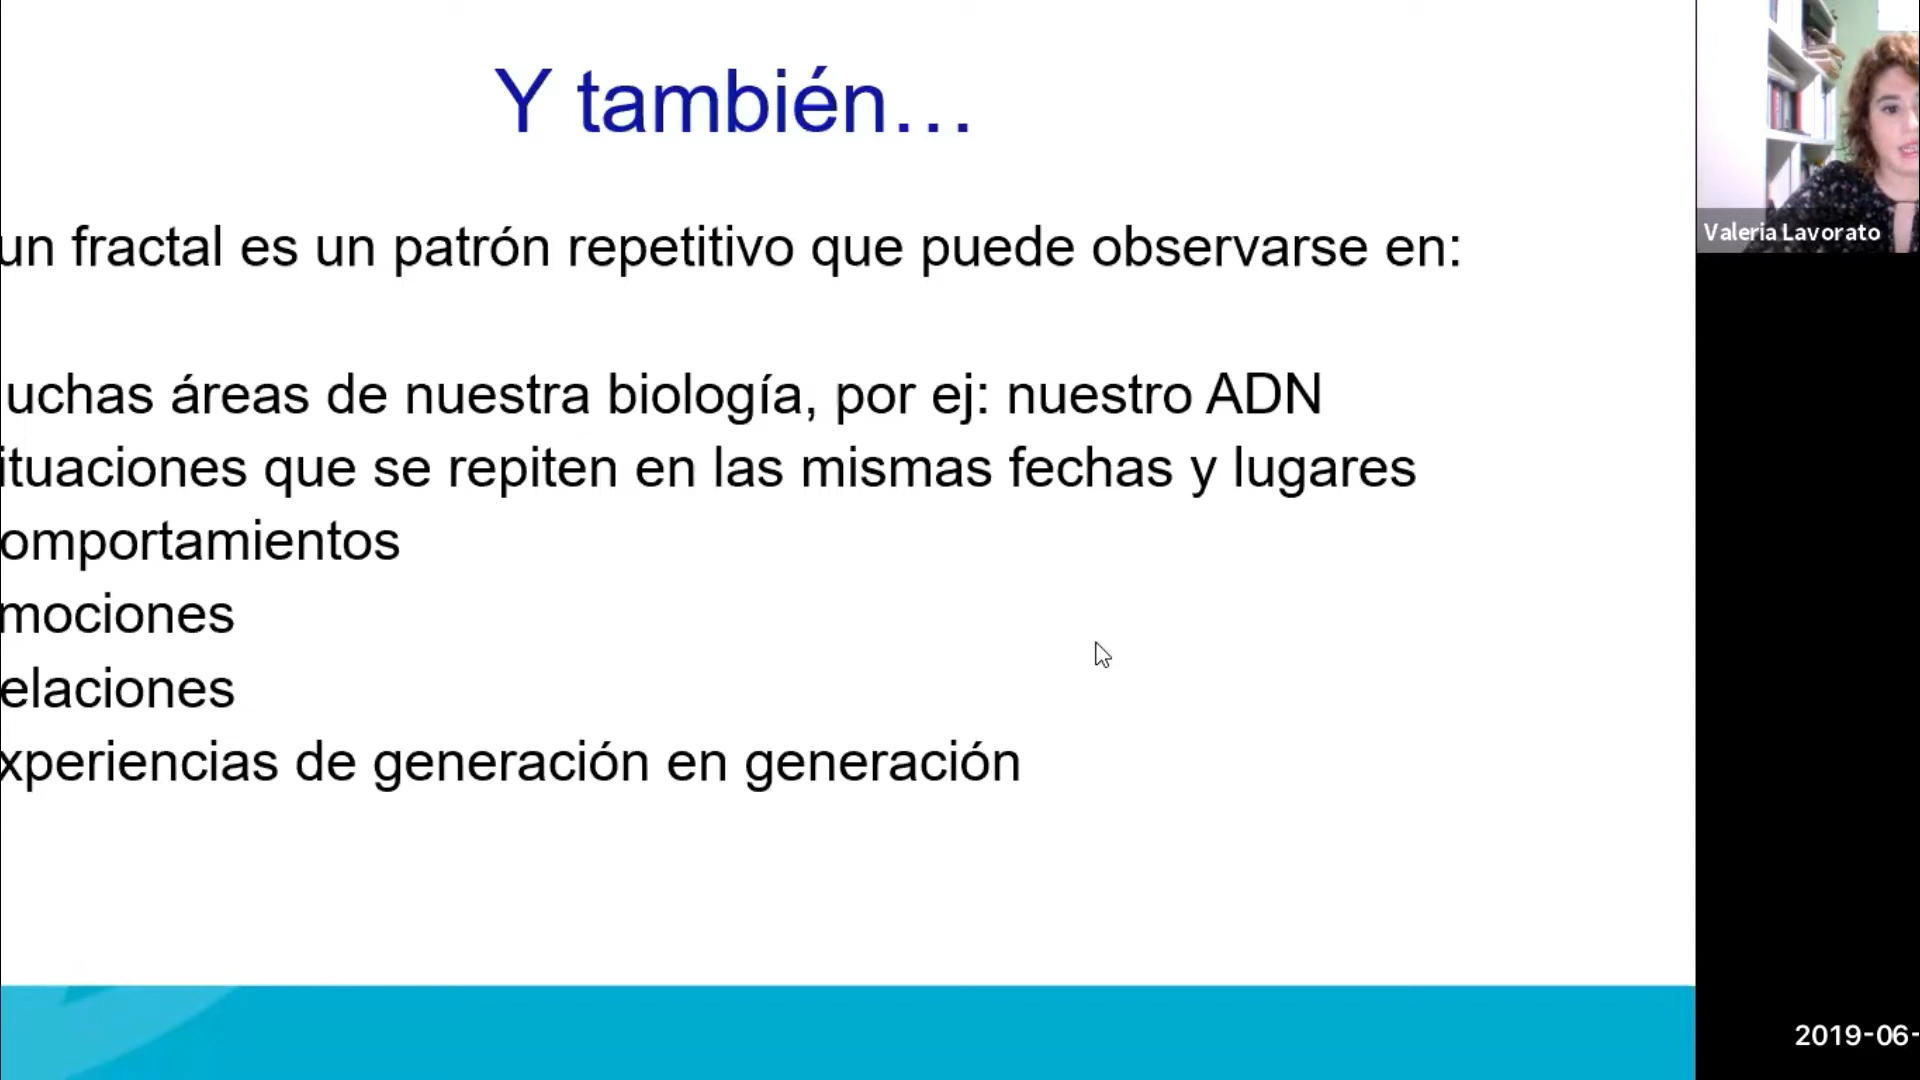 Y también...
un fractal es un patrón repetitivo que puede observarse en:
uchas áreas de nuestra biología, por ej: nuestro ADN
ituaciones que se repiten en las mismas fechas y lugares
omportamientos
mociones
elaciones
xperiencias de generación en generación
Valeria Lavorato
2019-06-